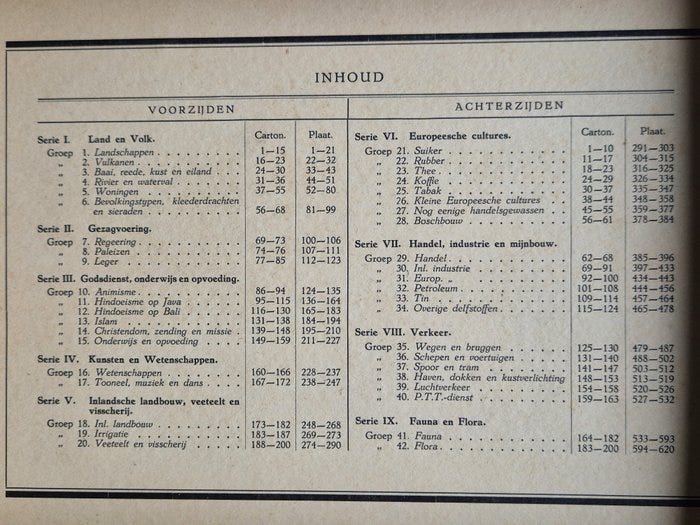 INHOUD
VOORZIJDEN
Carton. Plaat.
Serie I. Land en Volk.
Groep 1. Landschappen . . . . . . . . 1—15 1—21
„ 2. Vulkanen . . . . . . . . . 16—23 22—32
„ 3. Baai, reede, kust en eiland . . . 24—30 33—43
„ 4. Rivier en waterval . . . . . . 31—36 44—51
„ 5. Woningen . . . . . . . . . 37—55 52—80
„ 6. Bevolkingstypen, kleederdrachten
en sieraden . . . . . . . . 56—68 81—99
Serie II. Gezagvoering.
Groep 7. Regeering . . . . . . . . . 69—73 100—106
„ 8. Paleizen . . . . . . . . . 74—76 107—111
„ 9. Leger . . . . . . . . . . 77—85 112—123
Serie III. Godsdienst, onderwijs en opvoeding.
Groep 10. Animisme . . . . . . . . . 86—94 124—135
„ 11. Hindoeisme op Java . . . . . 95—115 136—164
„ 12. Hindoeisme op Bali . . . . . 116—130 165—183
„ 13. Islam . . . . . . . . . . 131—138 184—194
„ 14. Christendom, zending en missie . 139—148 195—210
„ 15. Onderwijs en opvoeding . . . . 149—159 211—227
Serie IV. Kunsten en Wetenschappen.
Groep 16. Wetenschappen . . . . . . . 160—166 228—237
„ 17. Tooneel, muziek en dans . . . . 167—172 238—247
Serie V. Inlandsche landbouw, veeteelt en
visscherij.
Groep 18. Inl. landbouw . . . . . . . . 173—182 248—268
„ 19. Irrigatie . . . . . . . . . 183—187 269—273
„ 20. Veeteelt en visscherij . . . . . 188—200 274—290
ACHTERZIJDEN
Carton. Plaat.
Serie VI. Europeesche cultures.
Groep 21. Suiker . . . . . . . . . . 1—10 291—303
„ 22. Rubber . . . . . . . . . . 11—17 304—315
„ 23. Thee . . . . . . . . . . . 18—23 316—325
„ 24. Koffie . . . . . . . . . . 24—29 326—334
„ 25. Tabak . . . . . . . . . . 30—37 335—347
„ 26. Kleine Europeesche cultures . . 38—44 348—358
„ 27. Nog eenige handelsgewassen . . 45—55 359—377
„ 28. Boschbouw . . . . . . . . . 56—61 378—384
Serie VII. Handel, industrie en mijnbouw.
Groep 29. Handel . . . . . . . . . . 62—68 385—396
„ 30. Inl. industrie . . . . . . . . 69—91 397—433
„ 31. Europ. „ . . . . . . . . 92—100 434—443
„ 32. Petroleum . . . . . . . . . 101—108 444—456
„ 33. Tin . . . . . . . . . . . 109—114 457—464
„ 34. Overige delfstoffen . . . . . . 115—124 465—478
Serie VIII. Verkeer.
Groep 35. Wegen en bruggen . . . . . . 125—130 479—487
„ 36. Schepen en voertuigen . . . . . 131—140 488—502
„ 37. Spoor en tram . . . . . . . . 141—147 503—512
„ 38. Haven, dokken en kustverlichting 148—153 513—519
„ 39. Luchtverkeer . . . . . . . . 154—158 520—526
„ 40. P.T.T.-dienst . . . . . . . . 159—163 527—532
Serie IX. Fauna en Flora.
Groep 41. Fauna . . . . . . . . . . 164—182 533—593
„ 42. Flora . . . . . . . . . . 183—200 594—620